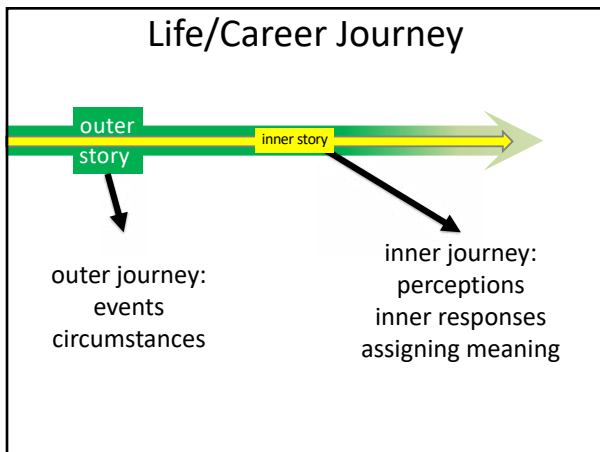 Life/Career Journey
outer
story
inner story
outer journey:
events
circumstances
inner journey:
perceptions
inner responses
assigning meaning